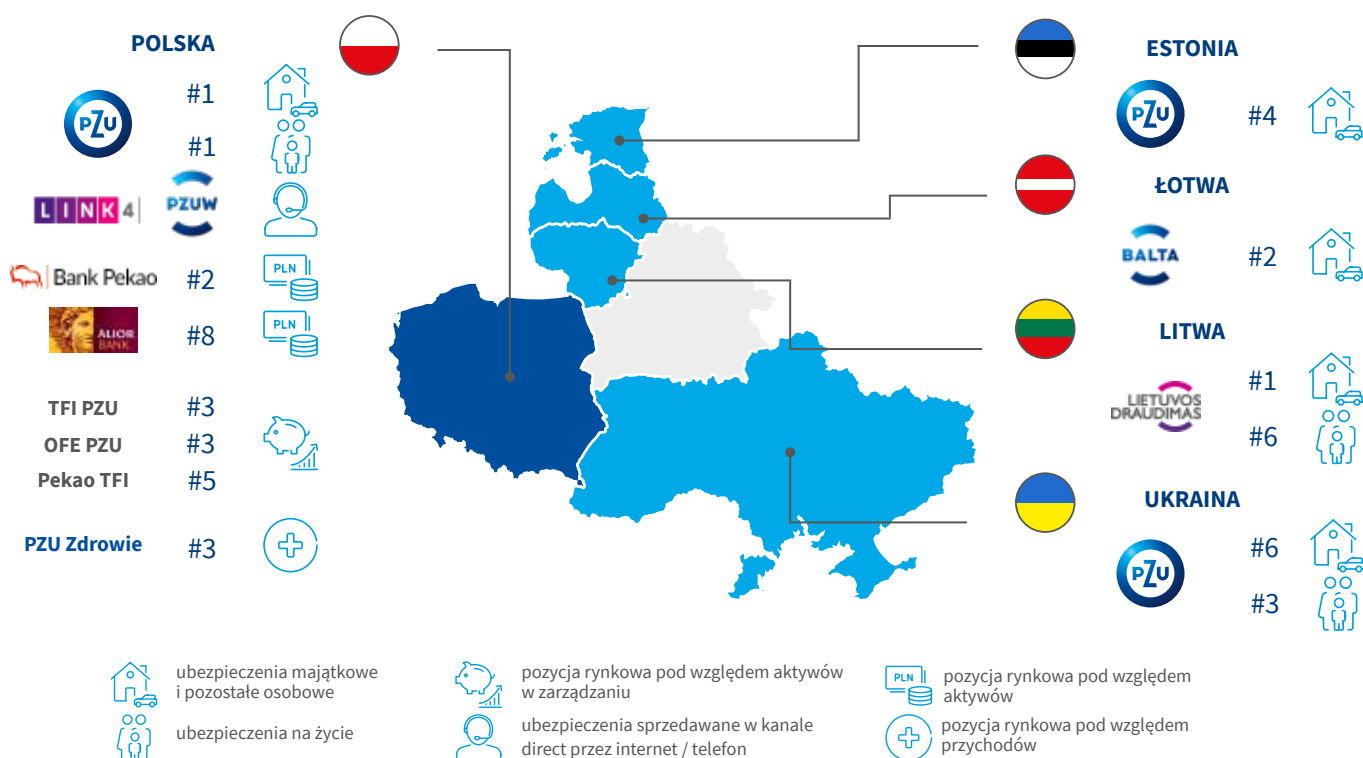 POLSKA
PZU
#1
#1
LINK4
PZUW
Bank Pekao
#2
PLN
ALIOR
BANK
#8
PLN
TFI PZU
#3
OFE PZU
#3
Pekao TFI
#5
PZU Zdrowie
#3
ESTONIA
PZU
#4
ŁOTWA
BALTA
#2
LITWA
LIETUVOS
DRAUDIMAS
#1
#6
UKRAINA
PZU
#6
#3
ubezpieczenia majątkowe
i pozostałe osobowe
ubezpieczenia na życie
pozycja rynkowa pod względem aktywów
w zarządzaniu
ubezpieczenia sprzedawane w kanale
direct przez internet / telefon
PLN
pozycja rynkowa pod względem
aktywów
pozycja rynkowa pod względem
przychodów